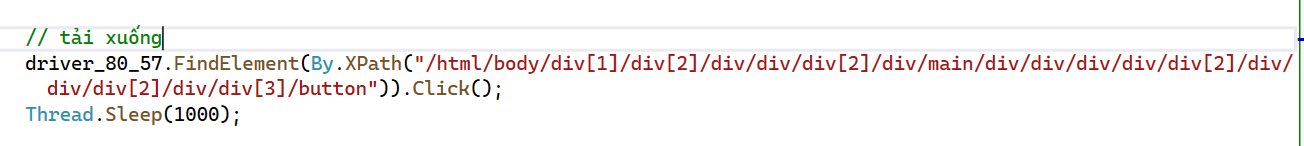 // tải xuống
driver_80_57.FindElement(By.XPath("/html/body/div[1]/div[2]/div/div/div[2]/div/main/div/div/div/div/div[2]/div/
div/div[2]/div/div[3]/button")).Click();
Thread.Sleep(1000);